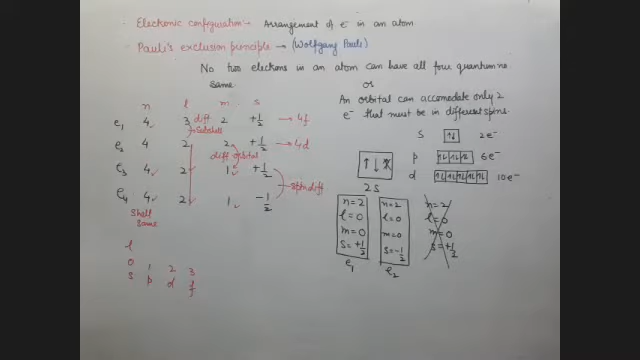 Electronic configuration → Arrangement of e⁻ in an atom
Pauli's exclusion principle → (Wolfgang Pauli)
No two electrons in an atom can have all four quantum no.
same
or
An orbital can accomodate only 2
e⁻ that must be in different spins.
n l m s
e₁ 4 3 2 +1/2 → 4f
diff subshell
e₂ 4 2 2 +1/2 → 4d
diff orbital
e₃ 4 2 1 +1/2
spin diff
e₄ 4 2 1 -1/2
Shell
same
l
0 1 2 3
s p d f
s ↑↓ 2e⁻
p ↑↓ ↑↓ ↑↓ 6e⁻
d ↑↓ ↑↓ ↑↓ ↑↓ ↑↓ 10e⁻
↑ ↓
2s
n=2 n=2 n=2
l=0 l=0 l=0
m=0 m=0 m=0
s=+1/2 s=-1/2 s=+1/2
e₁ e₂